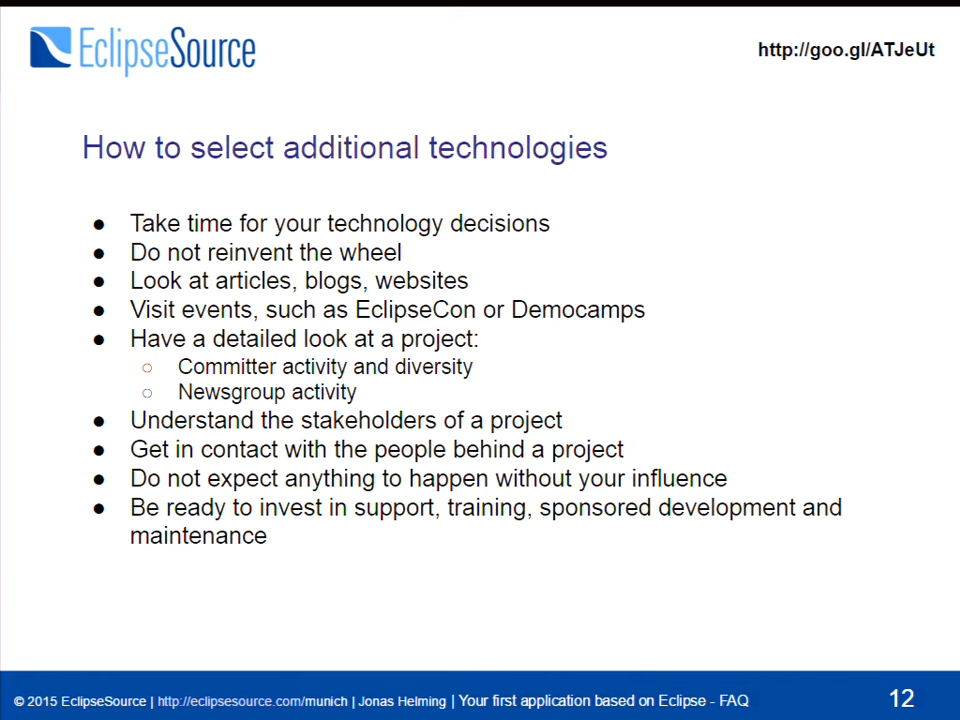 EclipseSource
http://goo.gl/ATJeUt
How to select additional technologies
● Take time for your technology decisions
● Do not reinvent the wheel
● Look at articles, blogs, websites
● Visit events, such as EclipseCon or Democamps
● Have a detailed look at a project:
○ Committer activity and diversity
○ Newsgroup activity
● Understand the stakeholders of a project
● Get in contact with the people behind a project
● Do not expect anything to happen without your influence
● Be ready to invest in support, training, sponsored development and
maintenance
© 2015 EclipseSource | http://eclipsesource.com/munich | Jonas Helming | Your first application based on Eclipse - FAQ
12